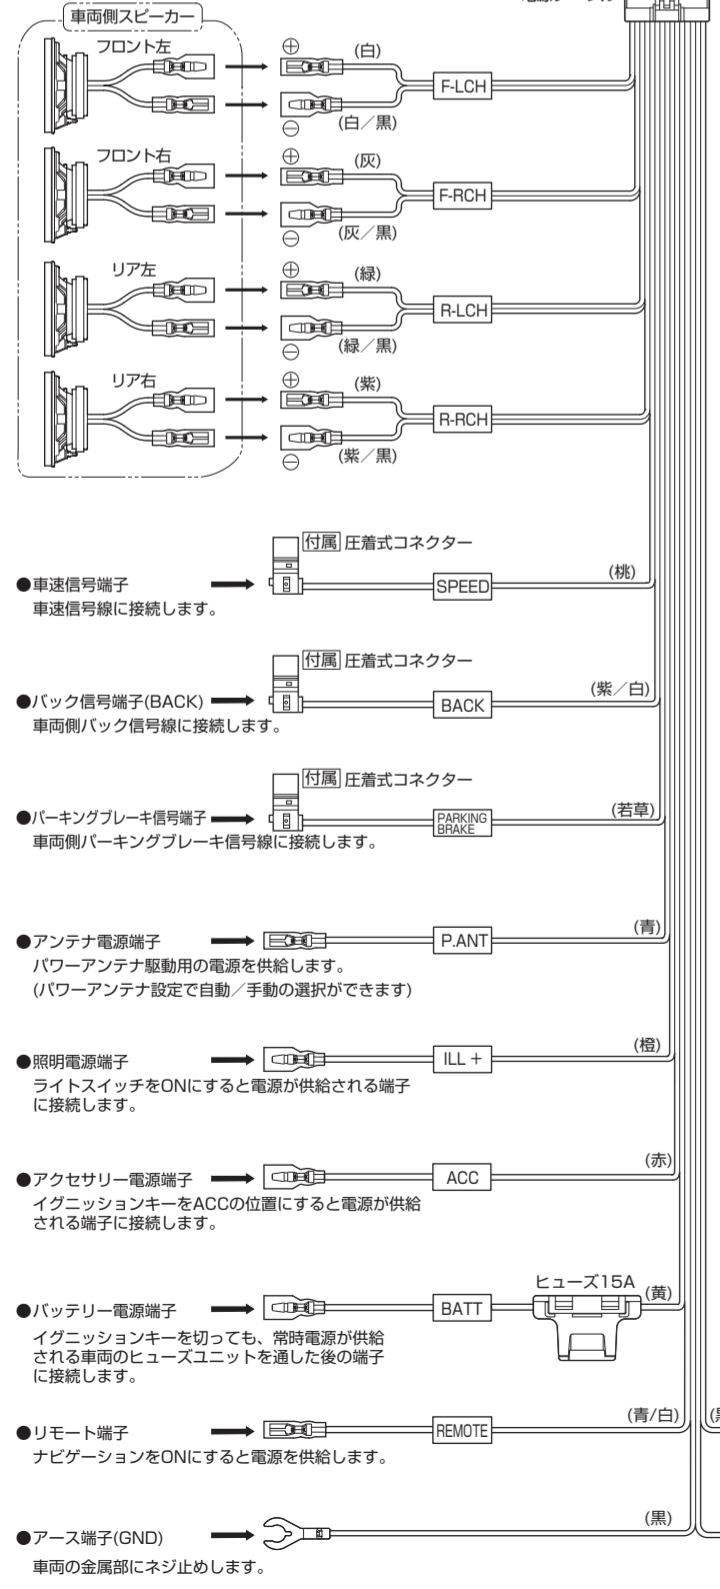 車両側スピーカー
フロント左
⊕
(白)
F-LCH
⊖
(白／黒)
フロント右
⊕
(灰)
F-RCH
⊖
(灰／黒)
リア左
⊕
(緑)
R-LCH
⊖
(緑／黒)
リア右
⊕
(紫)
R-RCH
⊖
(紫／黒)
付属 圧着式コネクター
●車速信号端子
SPEED
(桃)
車速信号線に接続します。
付属 圧着式コネクター
●バック信号端子(BACK)
BACK
(紫／白)
車両側バック信号線に接続します。
付属 圧着式コネクター
●パーキングブレーキ信号端子
PARKING
BRAKE
(若草)
車両側パーキングブレーキ信号線に接続します。
●アンテナ電源端子
P.ANT
(青)
パワーアンテナ駆動用の電源を供給します。
(パワーアンテナ設定で自動／手動の選択ができます)
●照明電源端子
ILL +
(橙)
ライトスイッチをONにすると電源が供給される端子
に接続します。
●アクセサリー電源端子
ACC
(赤)
イグニッションキーをACCの位置にすると電源が供給
される端子に接続します。
ヒューズ15A
●バッテリー電源端子
BATT
(黄)
イグニッションキーを切っても、常時電源が供給
される車両のヒューズユニットを通した後の端子
に接続します。
●リモート端子
REMOTE
(青/白)
ナビゲーションをONにすると電源を供給します。
●アース端子(GND)
(黒)
車両の金属部にネジ止めします。